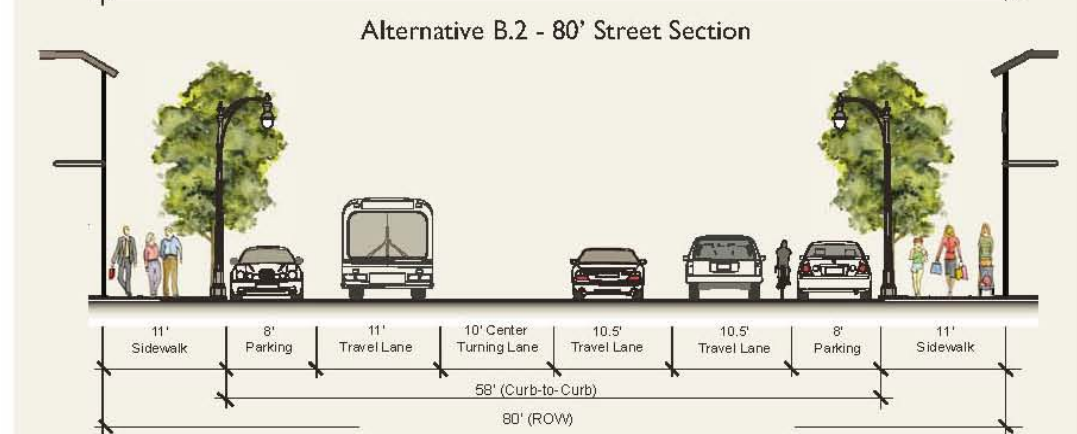 Alternative B.2 - 80' Street Section
11' 8' 11' 10' Center 10.5' 10.5' 8' 11'
Sidewalk Parking Travel Lane Turning Lane Travel Lane Travel Lane Parking Sidewalk
58' (Curb-to-Curb)
80' (ROW)